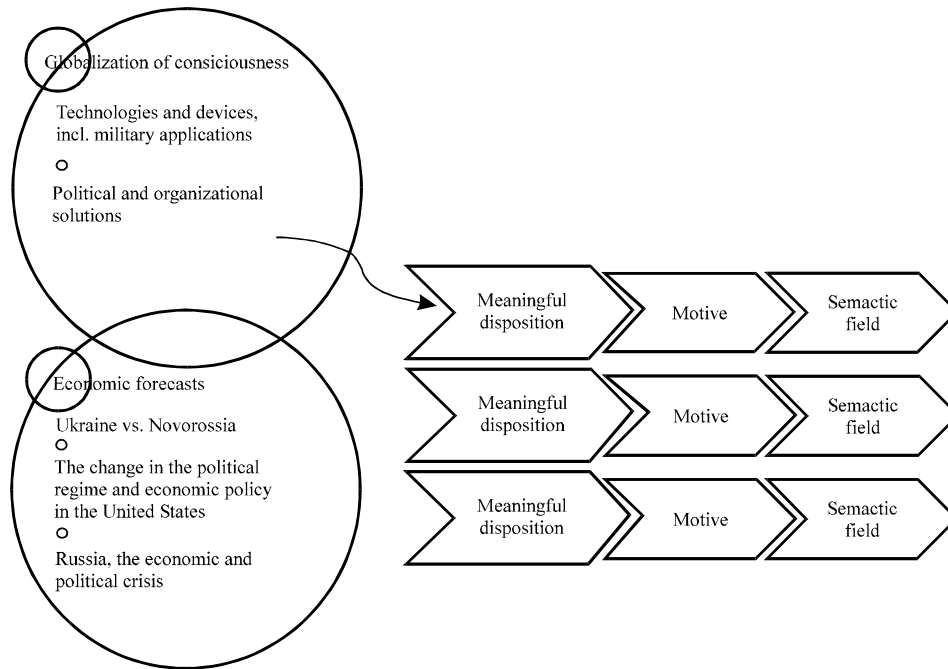 Globalization of consiciousness
Technologies and devices,
incl. military applications
Political and organizational
solutions
Economic forecasts
Ukraine vs. Novorossia
The change in the political
regime and economic policy
in the United States
Russia, the economic and
political crisis
Meaningful
disposition
Motive
Semactic
field
Meaningful
disposition
Motive
Semactic
field
Meaningful
disposition
Motive
Semactic
field